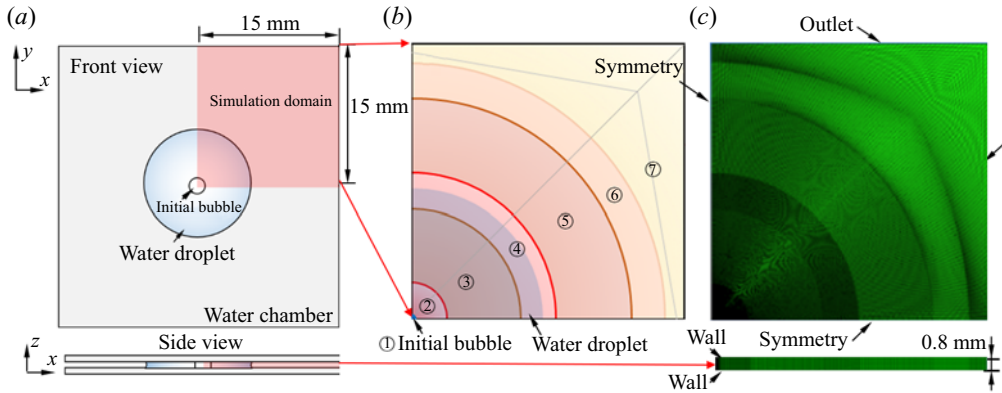 (a)
15 mm
y
x
Front view
Simulation domain
15 mm
Initial bubble
Water droplet
Water chamber
Side view
z
x
(b)
Symmetry
⑦
⑥
⑤
④
③
②
① Initial bubble
Water droplet
(c)
Outlet
Symmetry
Wall
Wall
0.8 mm